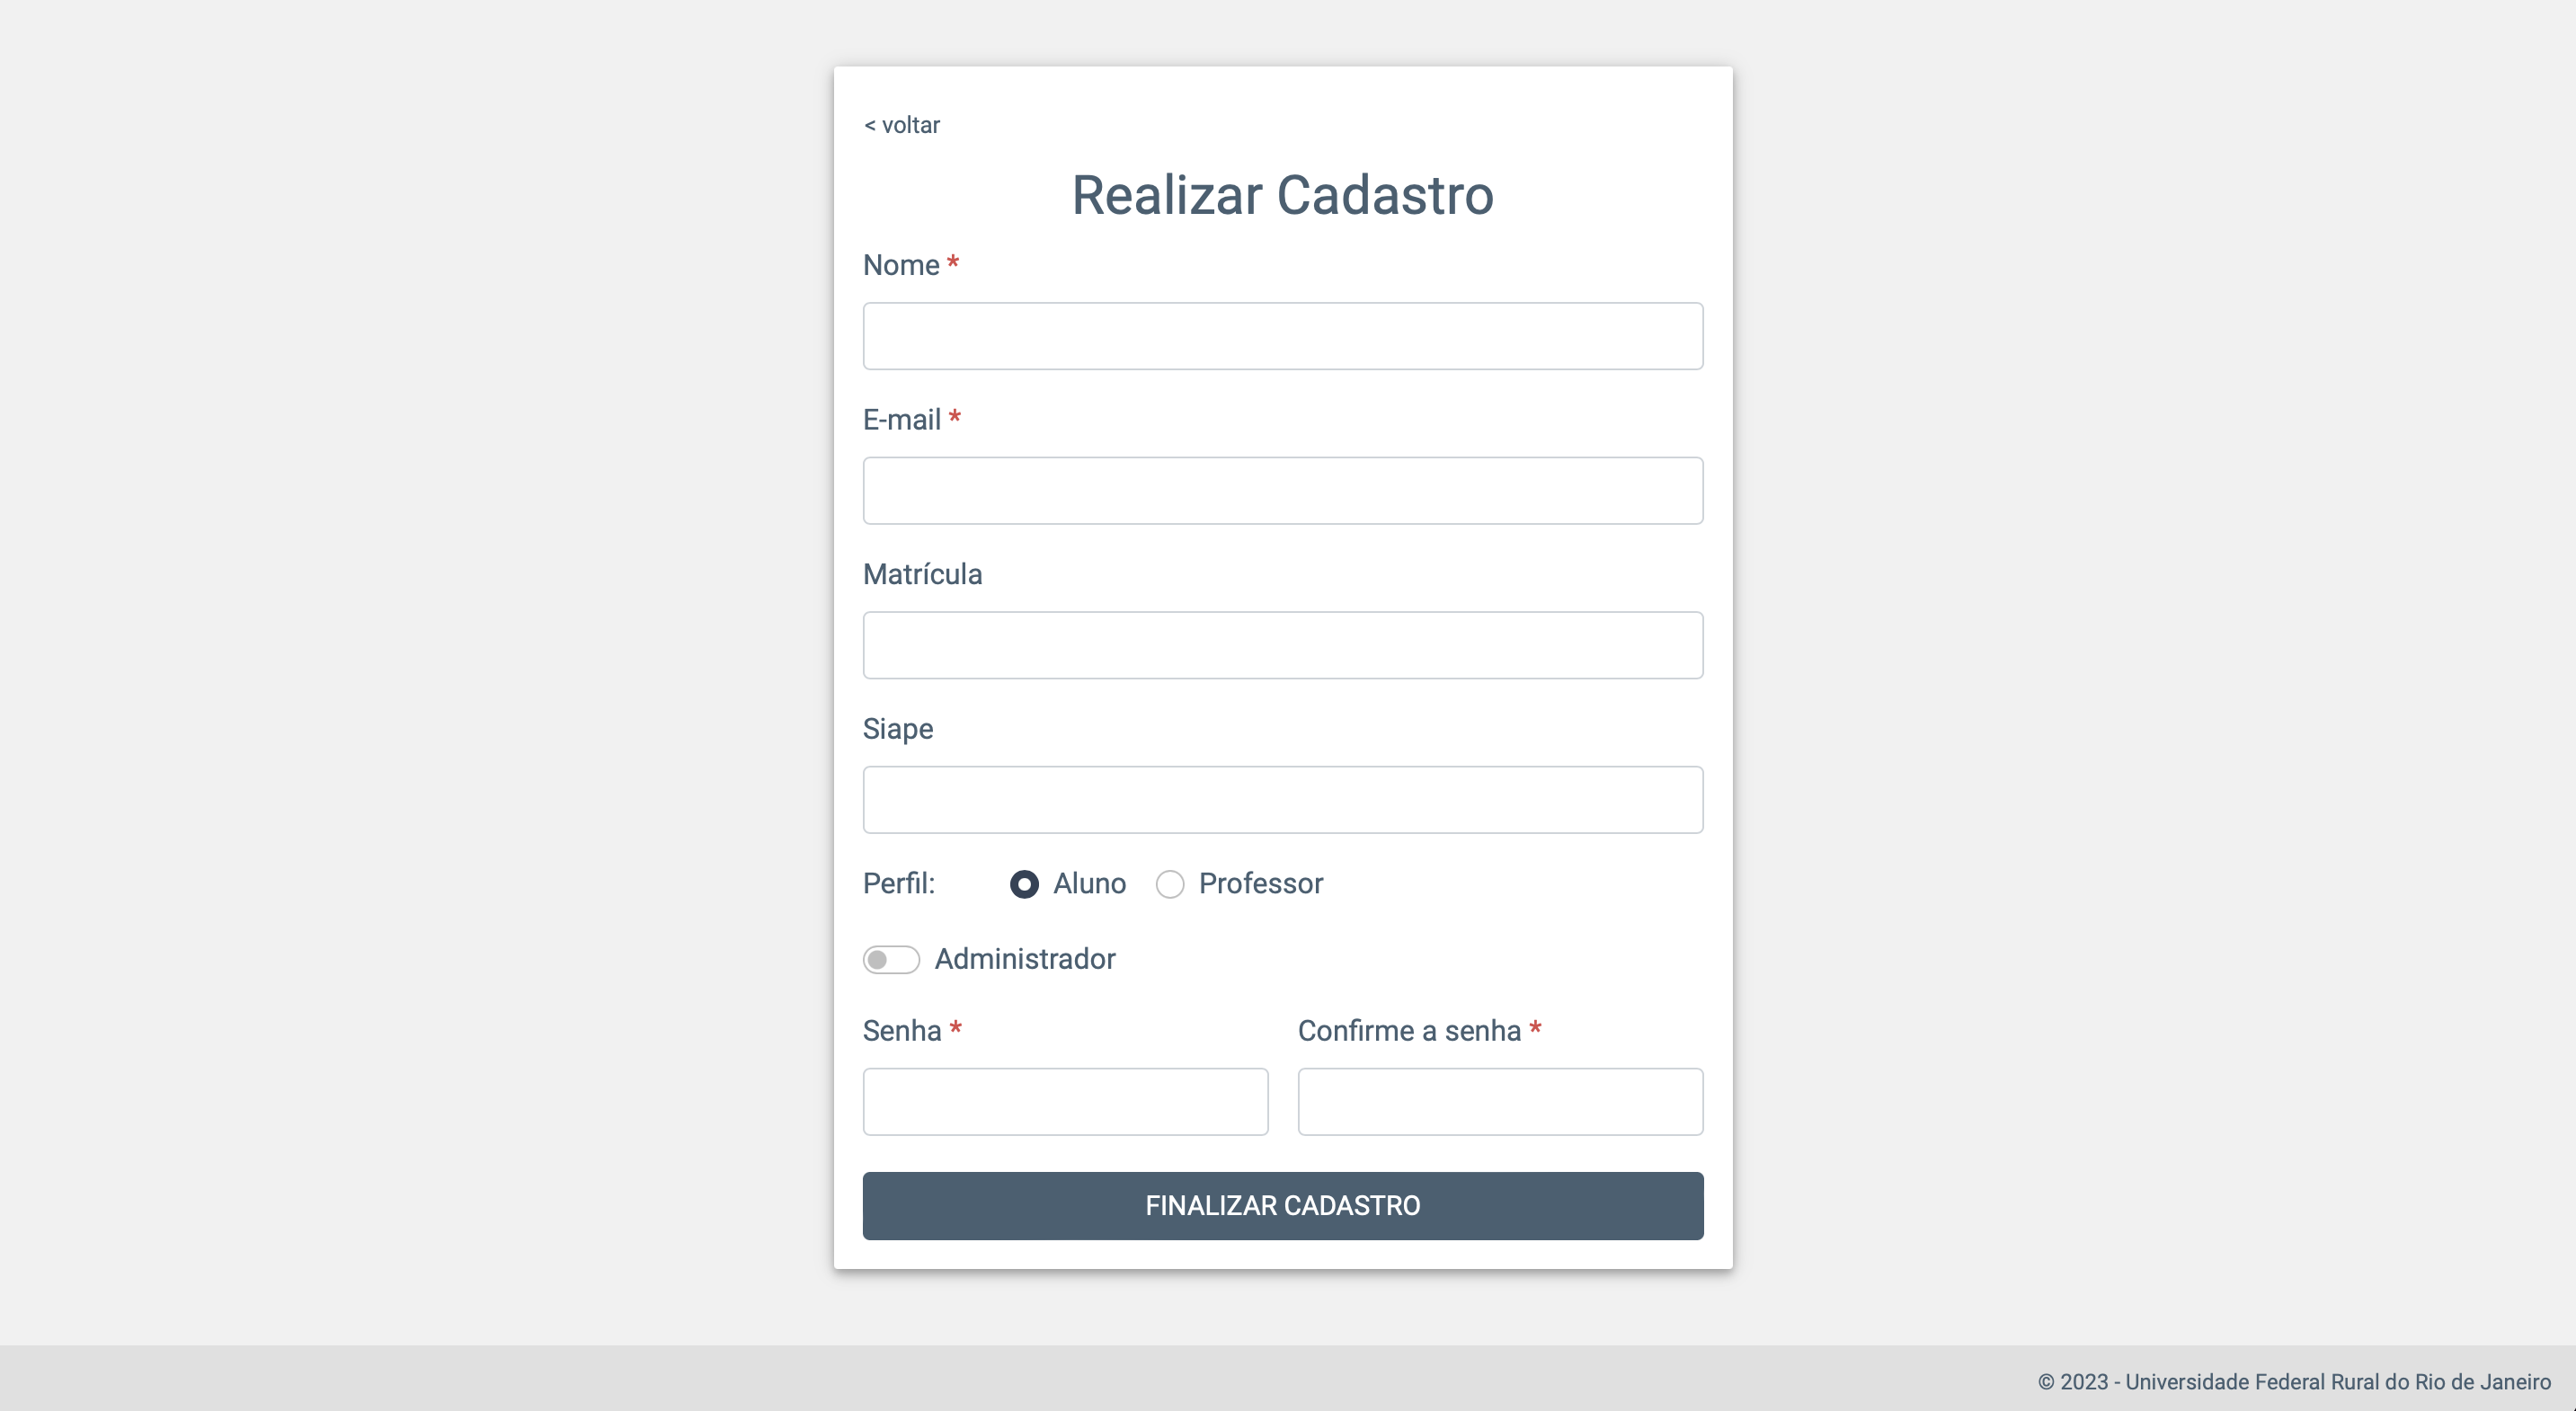 < voltar
Realizar Cadastro
Nome *
E-mail *
Matrícula
Siape
Perfil: Aluno Professor
Administrador
Senha * Confirme a senha *
FINALIZAR CADASTRO
© 2023 - Universidade Federal Rural do Rio de Janeiro